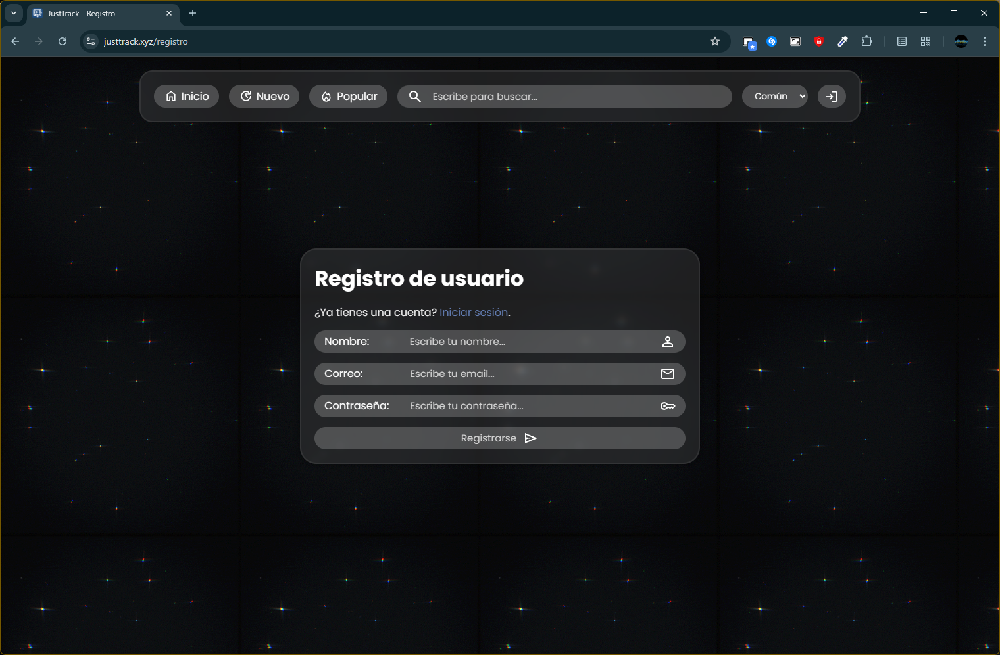 JustTrack - Registro
justtrack.xyz/registro
Inicio
Nuevo
Popular
Escribe para buscar...
Común
Registro de usuario
¿Ya tienes una cuenta? Iniciar sesión.
Nombre: Escribe tu nombre...
Correo: Escribe tu email...
Contraseña: Escribe tu contraseña...
Registrarse